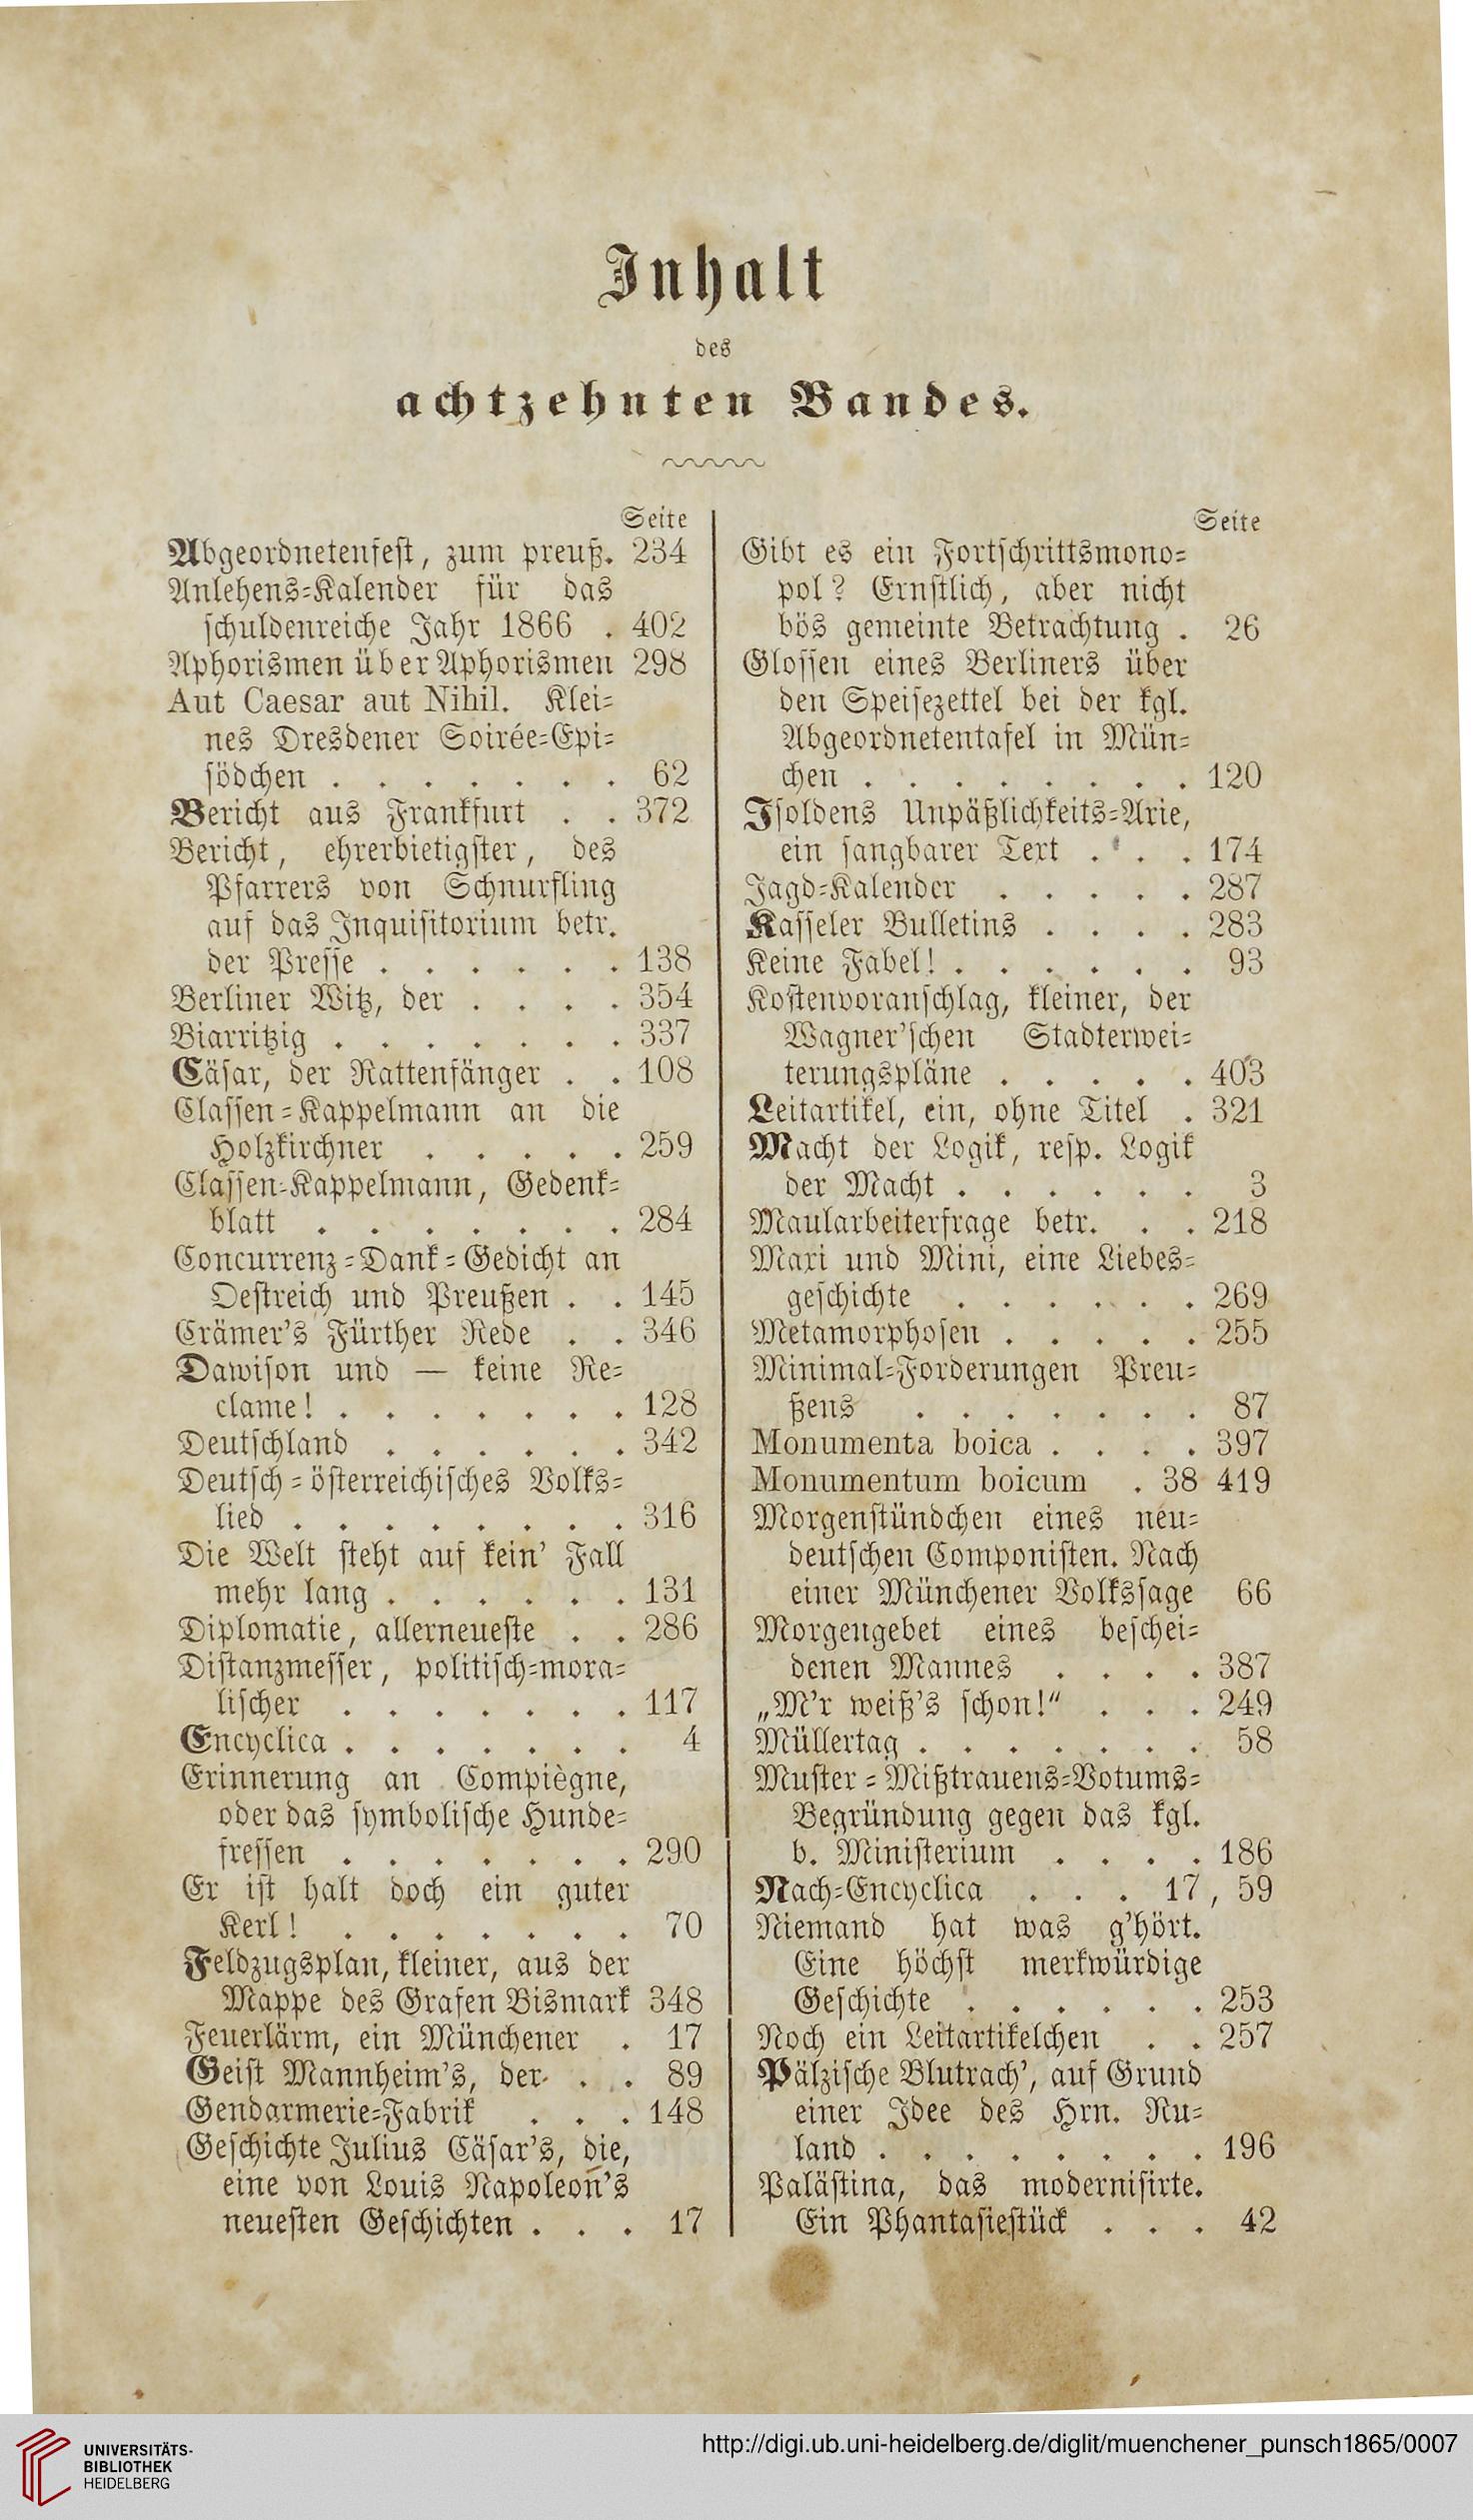 Inhalt
des
achtzehnten Bandes.
Seite
Abgeordnetenfest, zum preuß. 234
Anlehens=Kalender für das
schuldenreiche Jahr 1866 . 402
Aphorismen über Aphorismen 298
Aut Caesar aut Nihil. Klei=
nes Dresdener Soirée=Epi=
södchen . . . . . . . 62
Bericht aus Frankfurt . . 372
Bericht, ehrerbietigster, des
Pfarrers von Schnurfling
auf das Inquisitorium betr.
der Presse . . . . . . 138
Berliner Witz, der . . . . 354
Biarritzig . . . . . . . 337
Cäsar, der Rattenfänger . . 108
Classen=Kappelmann an die
Holzkirchner . . . . . 259
Classen=Kappelmann, Gedenk=
blatt . . . . . . . 284
Concurrenz=Dank=Gedicht an
Oestreich und Preußen . . 145
Crämer's Fürther Rede . . 346
Dawison und — keine Re=
clame! . . . . . . . 128
Deutschland . . . . . . 342
Deutsch=österreichisches Volks=
lied . . . . . . . . 316
Die Welt steht auf kein' Fall
mehr lang . . . . . . 131
Diplomatie, allerneueste . . 286
Distanzmesser, politisch=mora=
lischer . . . . . . . 117
Encyclica . . . . . . . 4
Erinnerung an Compiègne,
oder das symbolische Hunde=
fressen . . . . . . . 290
Er ist halt doch ein guter
Kerl! . . . . . . . 70
Feldzugsplan, kleiner, aus der
Mappe des Grafen Bismark 348
Feuerlärm, ein Münchener . 17
Geist Mannheim's, der . . 89
Gendarmerie=Fabrik . . . 148
Geschichte Julius Cäsar's, die,
eine von Louis Napoleon's
neuesten Geschichten . . . 17
Seite
Gibt es ein Fortschrittsmono=
pol? Ernstlich, aber nicht
bös gemeinte Betrachtung . 26
Glossen eines Berliners über
den Speisezettel bei der kgl.
Abgeordnetentafel in Mün=
chen . . . . . . . . 120
Isoldens Unpäßlichkeits=Arie,
ein sangbarer Text . . . 174
Jagd=Kalender . . . . . 287
Kasseler Bulletins . . . . 283
Keine Fabel! . . . . . . 93
Kostenvoranschlag, kleiner, der
Wagner'schen Stadterwei=
terungspläne . . . . . 403
Leitartikel, ein, ohne Titel . 321
Macht der Logik, resp. Logik
der Macht . . . . . . 3
Maularbeiterfrage betr. . . 218
Maxi und Mini, eine Liebes=
geschichte . . . . . . 269
Metamorphosen . . . . . 255
Minimal=Forderungen Preu=
ßens . . . . . . . 87
Monumenta boica . . . . 397
Monumentum boicum . 38 419
Morgenstündchen eines neu=
deutschen Componisten. Nach
einer Münchener Volkssage 66
Morgengebet eines beschei=
denen Mannes . . . . 387
„M'r weiß's schon!“ . . . 249
Müllertag . . . . . . . 58
Muster=Mißtrauens=Votums=
Begründung gegen das kgl.
b. Ministerium . . . . 186
Nach=Encyclica . . . 17, 59
Niemand hat was g'hört.
Eine höchst merkwürdige
Geschichte . . . . . . 253
Noch ein Leitartikelchen . . 257
Pälzische Blutrach', auf Grund
einer Idee des Hrn. Ru=
land . . . . . . . . 196
Palästina, das modernisirte.
Ein Phantasiestück . . . 42
UNIVERSITÄTS-
BIBLIOTHEK
HEIDELBERG
http://digi.ub.uni-heidelberg.de/diglit/muenchener_punsch1865/0007